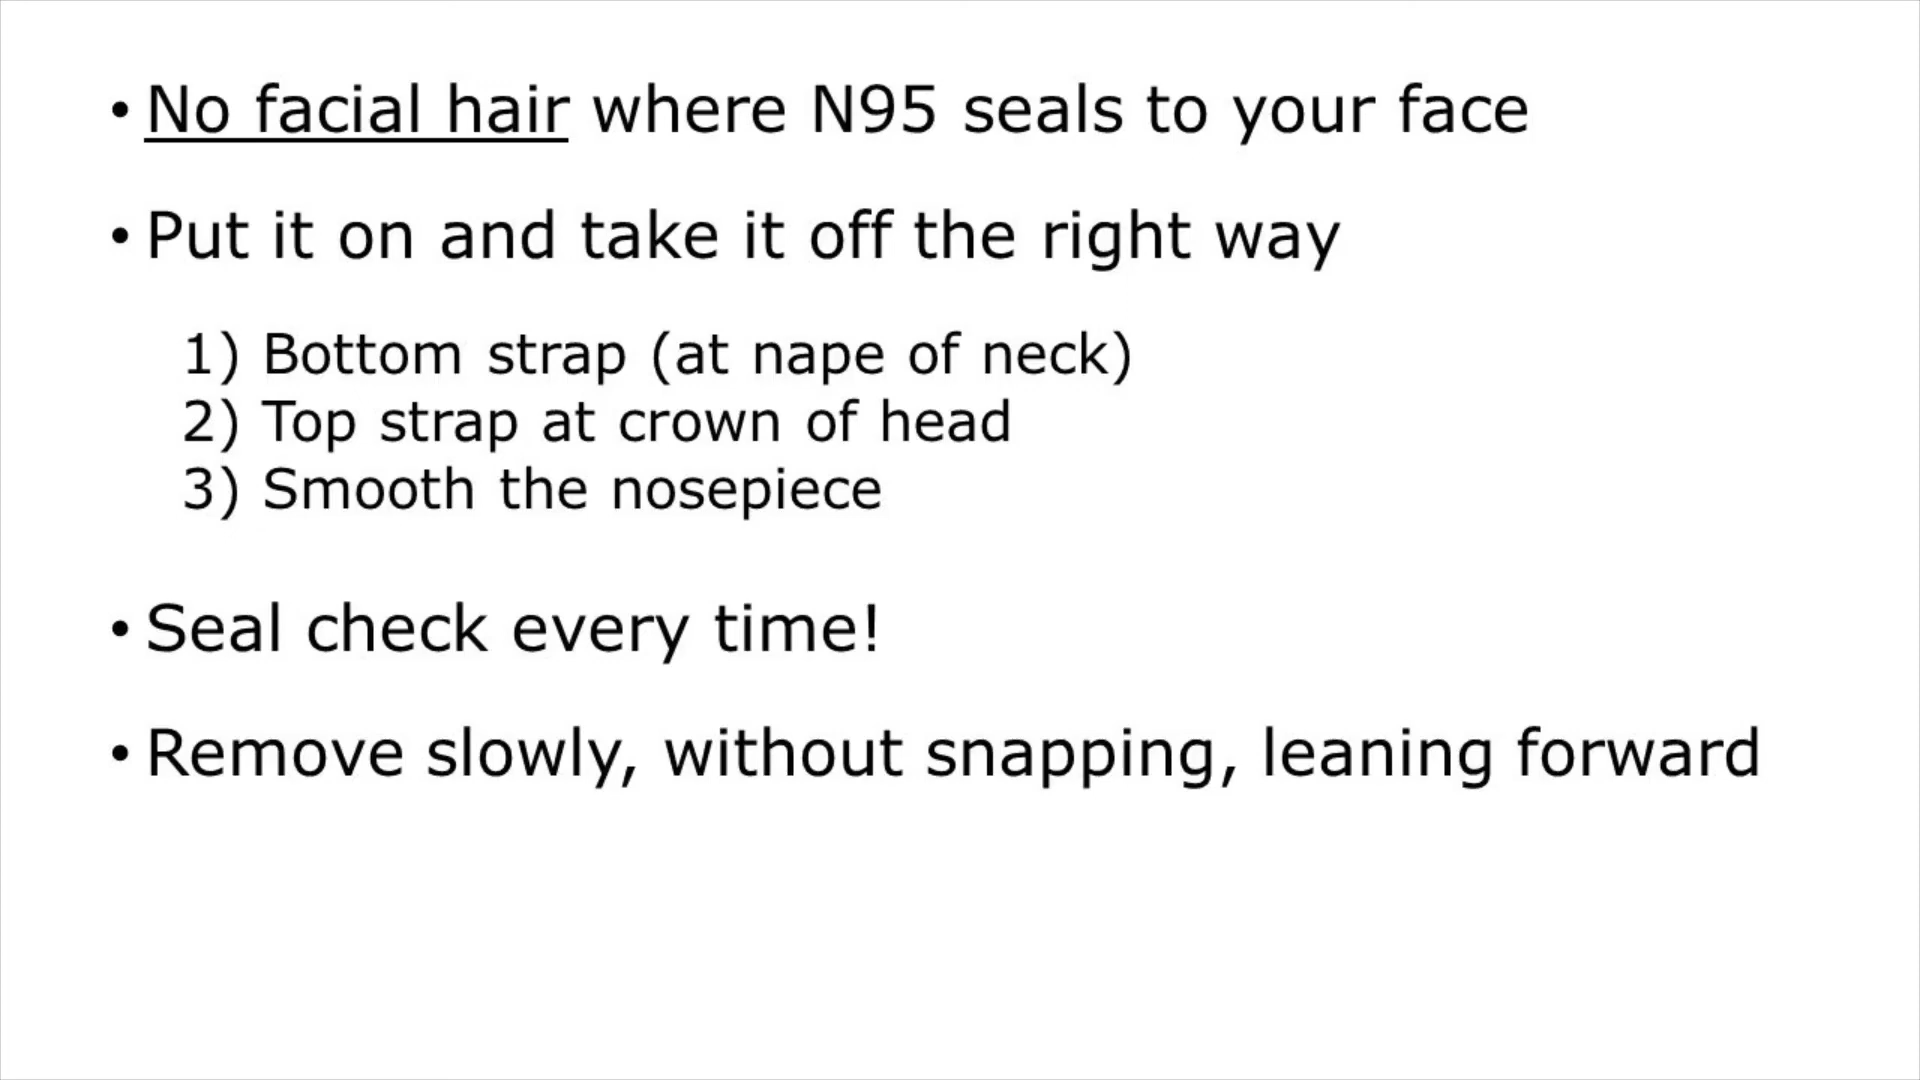 • No facial hair where N95 seals to your face
• Put it on and take it off the right way
1) Bottom strap (at nape of neck)
2) Top strap at crown of head
3) Smooth the nosepiece
• Seal check every time!
• Remove slowly, without snapping, leaning forward